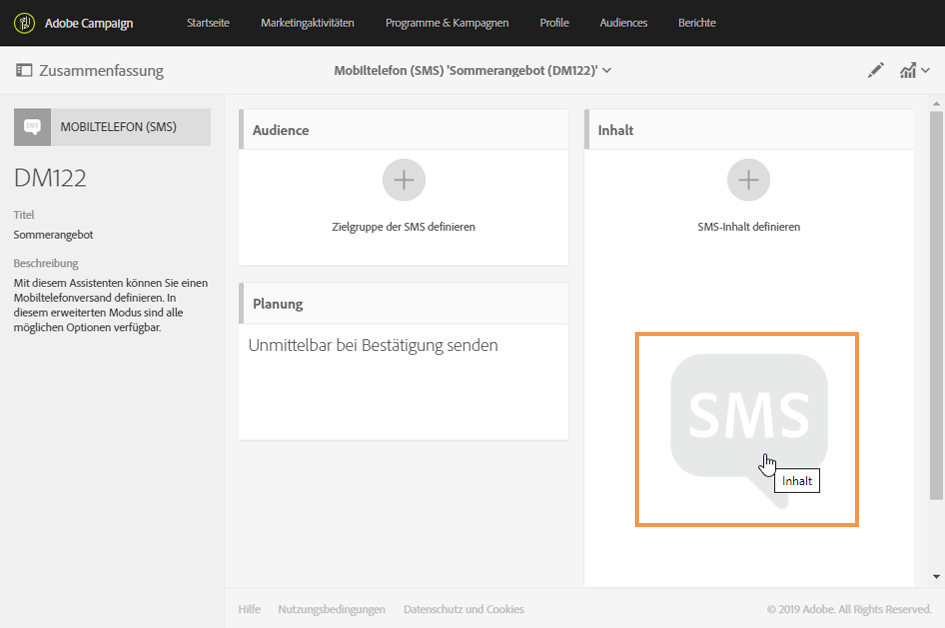 Adobe Campaign
Startseite
Marketingaktivitäten
Programme & Kampagnen
Profile
Audiences
Berichte
Zusammenfassung
Mobiltelefon (SMS) 'Sommerangebot (DM122)'
SMS
MOBILTELEFON (SMS)
DM122
Titel
Sommerangebot
Beschreibung
Mit diesem Assistenten können Sie einen
Mobiltelefonversand definieren. In
diesem erweiterten Modus sind alle
möglichen Optionen verfügbar.
Audience
Zielgruppe der SMS definieren
Planung
Unmittelbar bei Bestätigung senden
Inhalt
SMS-Inhalt definieren
SMS
Inhalt
Hilfe
Nutzungsbedingungen
Datenschutz und Cookies
© 2019 Adobe. All Rights Reserved.